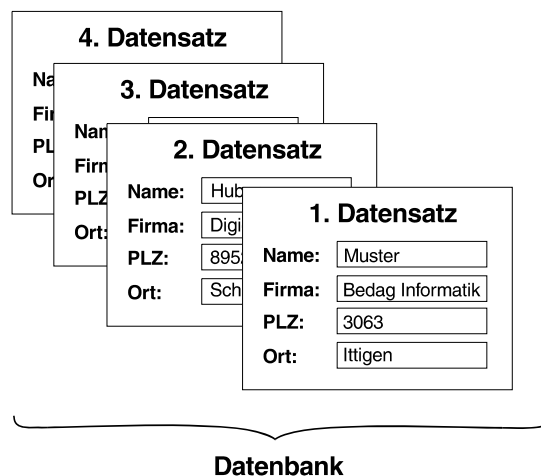 4. Datensatz
3. Datensatz
2. Datensatz
Name:
Firma:
PLZ:
Ort:
1. Datensatz
Name: Muster
Firma: Bedag Informatik
PLZ: 3063
Ort: Ittigen
Datenbank